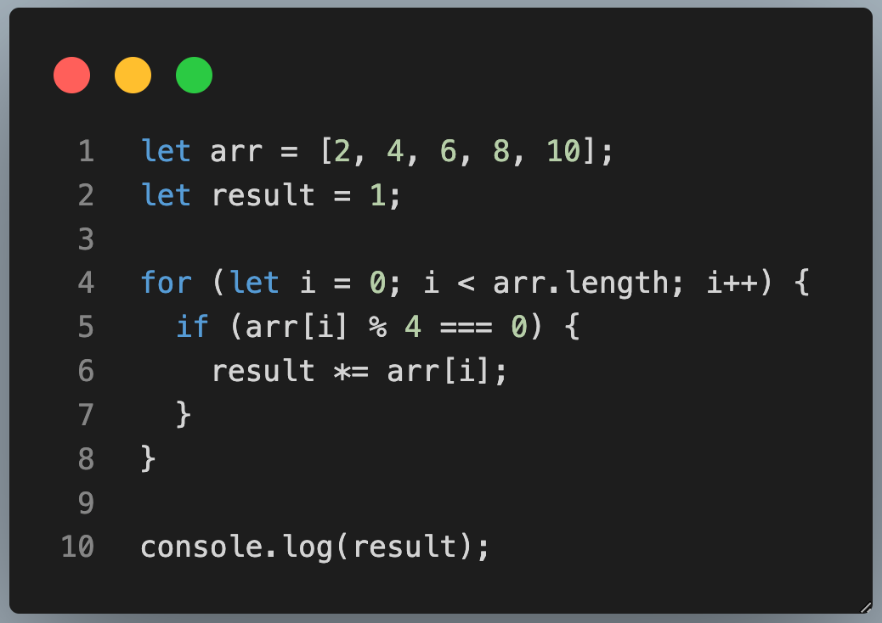 1 let arr = [2, 4, 6, 8, 10];
2 let result = 1;
3
4 for (let i = 0; i < arr.length; i++) {
5   if (arr[i] % 4 === 0) {
6     result *= arr[i];
7   }
8 }
9
10 console.log(result);